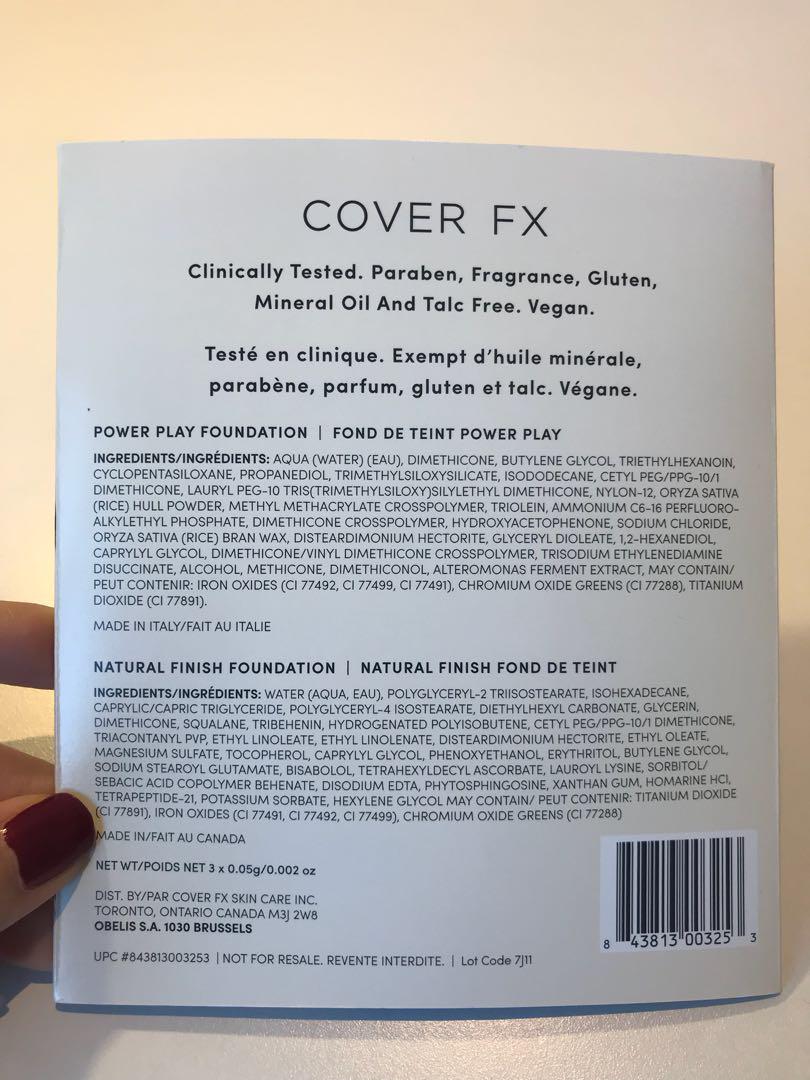 COVER FX
Clinically Tested. Paraben, Fragrance, Gluten,
Mineral Oil And Talc Free. Vegan.
Testé en clinique. Exempt d'huile minérale,
parabène, parfum, gluten et talc. Végane.
POWER PLAY FOUNDATION | FOND DE TEINT POWER PLAY
INGREDIENTS/INGRÉDIENTS: AQUA (WATER) (EAU), DIMETHICONE, BUTYLENE GLYCOL, TRIETHYLHEXANOIN,
CYCLOPENTASILOXANE, PROPANEDIOL, TRIMETHYLSILOXYSILICATE, ISODODECANE, CETYL PEG/PPG-10/1
DIMETHICONE, LAURYL PEG-10 TRIS(TRIMETHYLSILOXY)SILYLETHYL DIMETHICONE, NYLON-12, ORYZA SATIVA
(RICE) HULL POWDER, METHYL METHACRYLATE CROSSPOLYMER, TRIOLEIN, AMMONIUM C6-16 PERFLUORO-
ALKYLETHYL PHOSPHATE, DIMETHICONE CROSSPOLYMER, HYDROXYACETOPHENONE, SODIUM CHLORIDE,
ORYZA SATIVA (RICE) BRAN WAX, DISTEARDIMONIUM HECTORITE, GLYCERYL DIOLEATE, 1,2-HEXANEDIOL,
CAPRYLYL GLYCOL, DIMETHICONE/VINYL DIMETHICONE CROSSPOLYMER, TRISODIUM ETHYLENEDIAMINE
DISUCCINATE, ALCOHOL, METHICONE, DIMETHICONOL, ALTEROMONAS FERMENT EXTRACT, MAY CONTAIN/
PEUT CONTENIR: IRON OXIDES (CI 77492, CI 77499, CI 77491), CHROMIUM OXIDE GREENS (CI 77288), TITANIUM
DIOXIDE (CI 77891).
MADE IN ITALY/FAIT AU ITALIE
NATURAL FINISH FOUNDATION | NATURAL FINISH FOND DE TEINT
INGREDIENTS/INGRÉDIENTS: WATER (AQUA, EAU), POLYGLYCERYL-2 TRIISOSTEARATE, ISOHEXADECANE,
CAPRYLIC/CAPRIC TRIGLYCERIDE, POLYGLYCERYL-4 ISOSTEARATE, DIETHYLHEXYL CARBONATE, GLYCERIN,
DIMETHICONE, SQUALANE, TRIBEHENIN, HYDROGENATED POLYISOBUTENE, CETYL PEG/PPG-10/1 DIMETHICONE,
TRIACONTANYL PVP, ETHYL LINOLEATE, ETHYL LINOLENATE, DISTEARDIMONIUM HECTORITE, ETHYL OLEATE,
MAGNESIUM SULFATE, TOCOPHEROL, CAPRYLYL GLYCOL, PHENOXYETHANOL, ERYTHRITOL, BUTYLENE GLYCOL,
SODIUM STEAROYL GLUTAMATE, BISABOLOL, TETRAHEXYLDECYL ASCORBATE, LAUROYL LYSINE, SORBITOL/
SEBACIC ACID COPOLYMER BEHENATE, DISODIUM EDTA, PHYTOSPHINGOSINE, XANTHAN GUM, HOMARINE HCl,
TETRAPEPTIDE-21, POTASSIUM SORBATE, HEXYLENE GLYCOL MAY CONTAIN/ PEUT CONTENIR: TITANIUM DIOXIDE
(CI 77891), IRON OXIDES (CI 77491, CI 77492, CI 77499), CHROMIUM OXIDE GREENS (CI 77288)
MADE IN/FAIT AU CANADA
NET WT/POIDS NET 3 x 0.05g/0.002 oz
DIST. BY/PAR COVER FX SKIN CARE INC.
TORONTO, ONTARIO CANADA M3J 2W8
OBELIS S.A. 1030 BRUSSELS
UPC #843813003253 | NOT FOR RESALE. REVENTE INTERDITE. | Lot Code 7J11
8 43813 00325 3